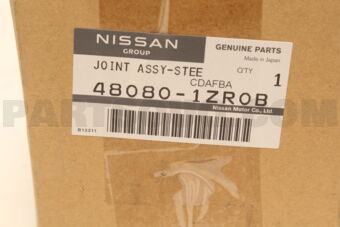 NISSAN
GROUP
GENUINE PARTS
Made in Japan
JOINT ASSY-STEE
Q'TY
CDAFBA
1
48080-1ZR0B
Nissan Motor Co., Ltd.
B13211